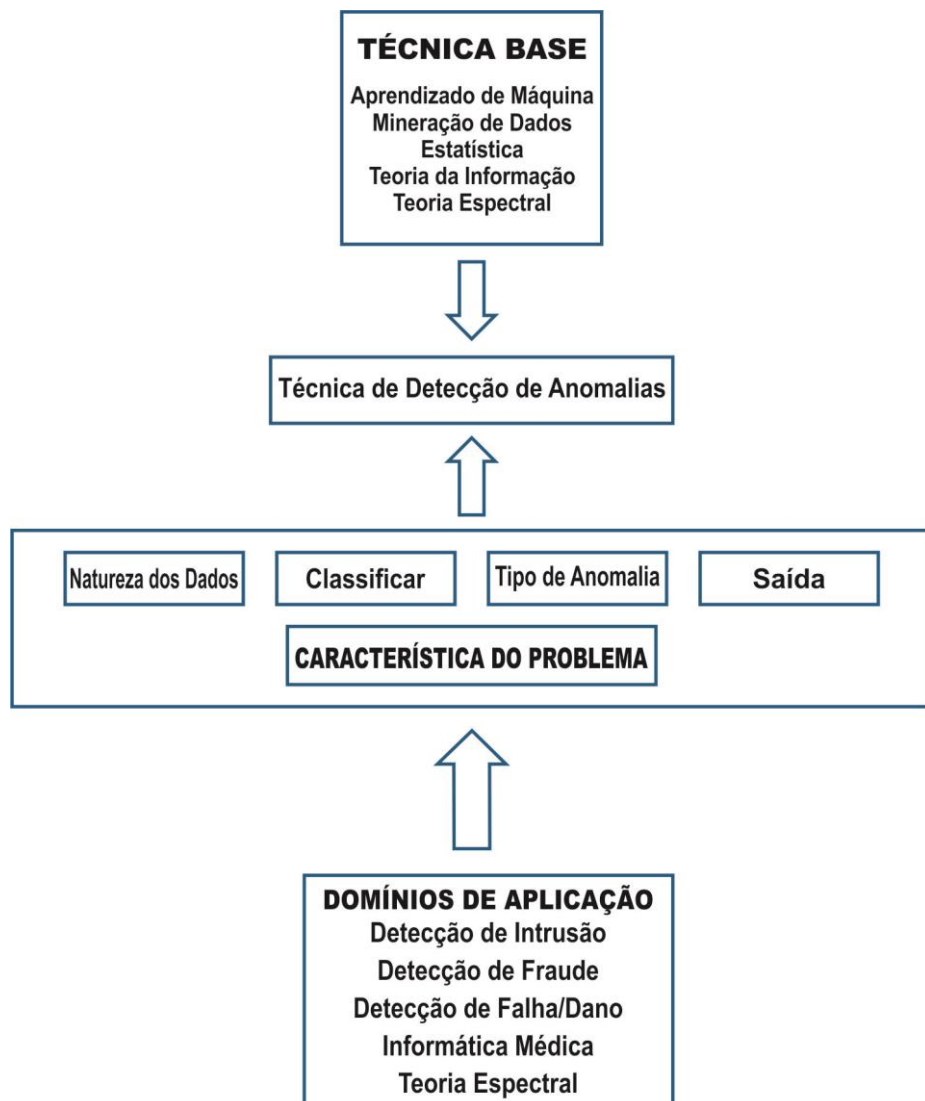 TÉCNICA BASE
Aprendizado de Máquina
Mineração de Dados
Estatística
Teoria da Informação
Teoria Espectral
Técnica de Detecção de Anomalias
Natureza dos Dados
Classificar
Tipo de Anomalia
Saída
CARACTERÍSTICA DO PROBLEMA
DOMÍNIOS DE APLICAÇÃO
Detecção de Intrusão
Detecção de Fraude
Detecção de Falha/Dano
Informática Médica
Teoria Espectral